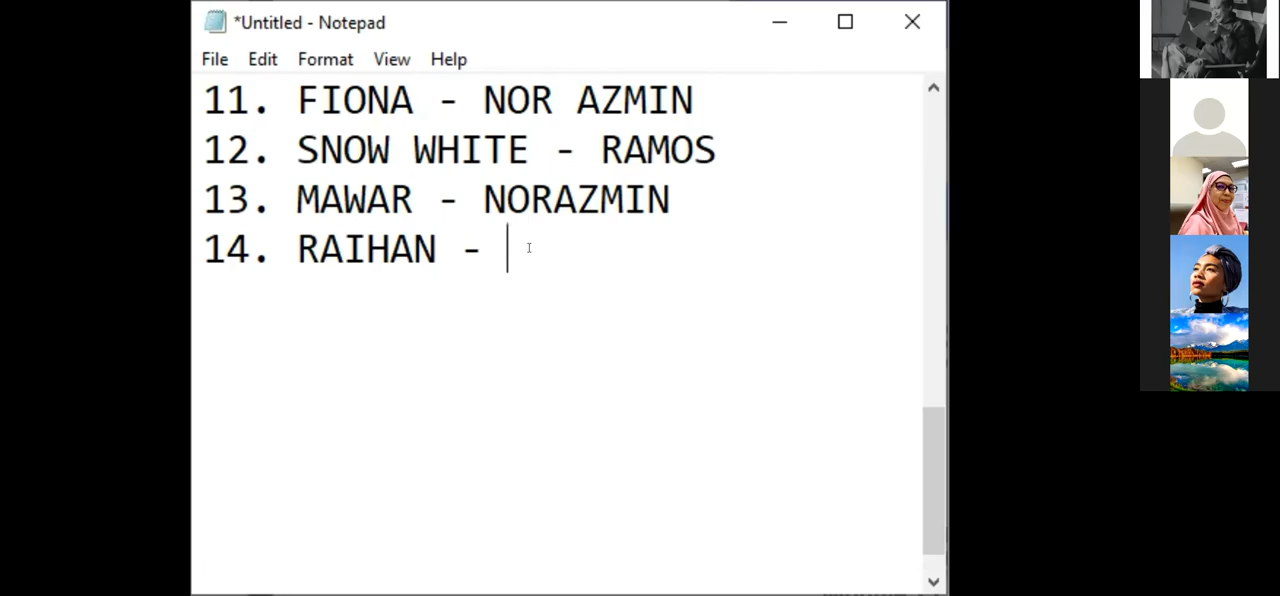 *Untitled - Notepad
File Edit Format View Help
11. FIONA - NOR AZMIN
12. SNOW WHITE - RAMOS
13. MAWAR - NORAZMIN
14. RAIHAN -